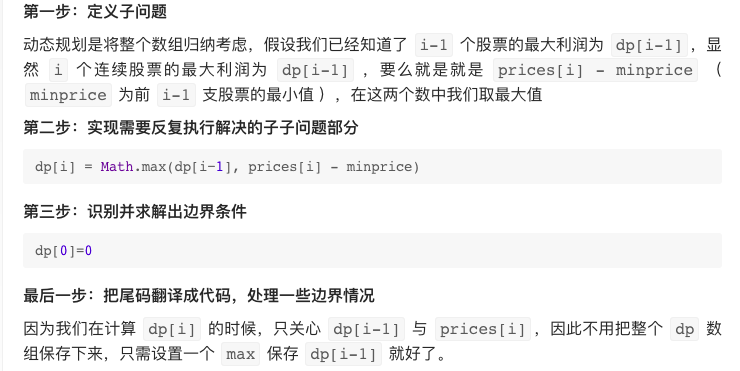 第一步：定义子问题
动态规划是将整个数组归纳考虑，假设我们已经知道了 i-1 个股票的最大利润为 dp[i-1]，显
然 i 个连续股票的最大利润为 dp[i-1] ，要么就是就是 prices[i] - minprice （
minprice 为前 i-1 支股票的最小值 ），在这两个数中我们取最大值
第二步：实现需要反复执行解决的子子问题部分
dp[i] = Math.max(dp[i-1], prices[i] - minprice)
第三步：识别并求解出边界条件
dp[0]=0
最后一步：把尾码翻译成代码，处理一些边界情况
因为我们在计算 dp[i] 的时候，只关心 dp[i-1] 与 prices[i]，因此不用把整个 dp 数
组保存下来，只需设置一个 max 保存 dp[i-1] 就好了。